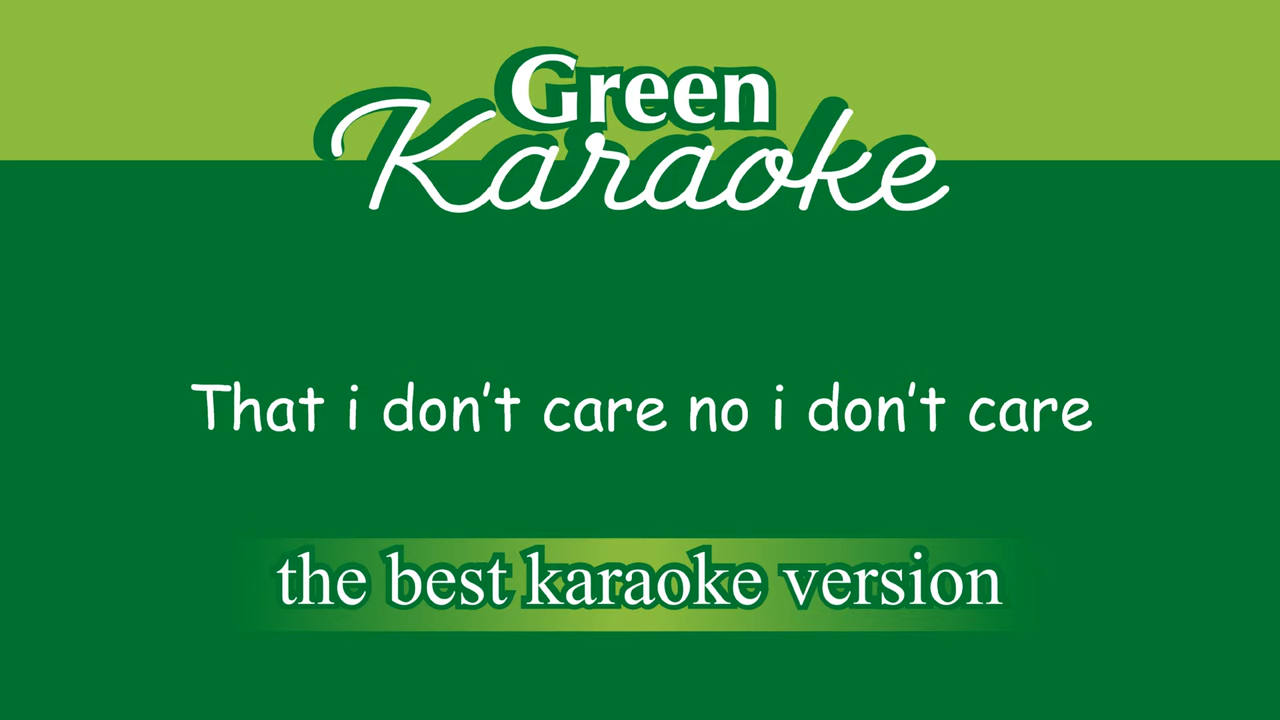 Green
Karaoke
That i don’t care no i don’t care
the best karaoke version